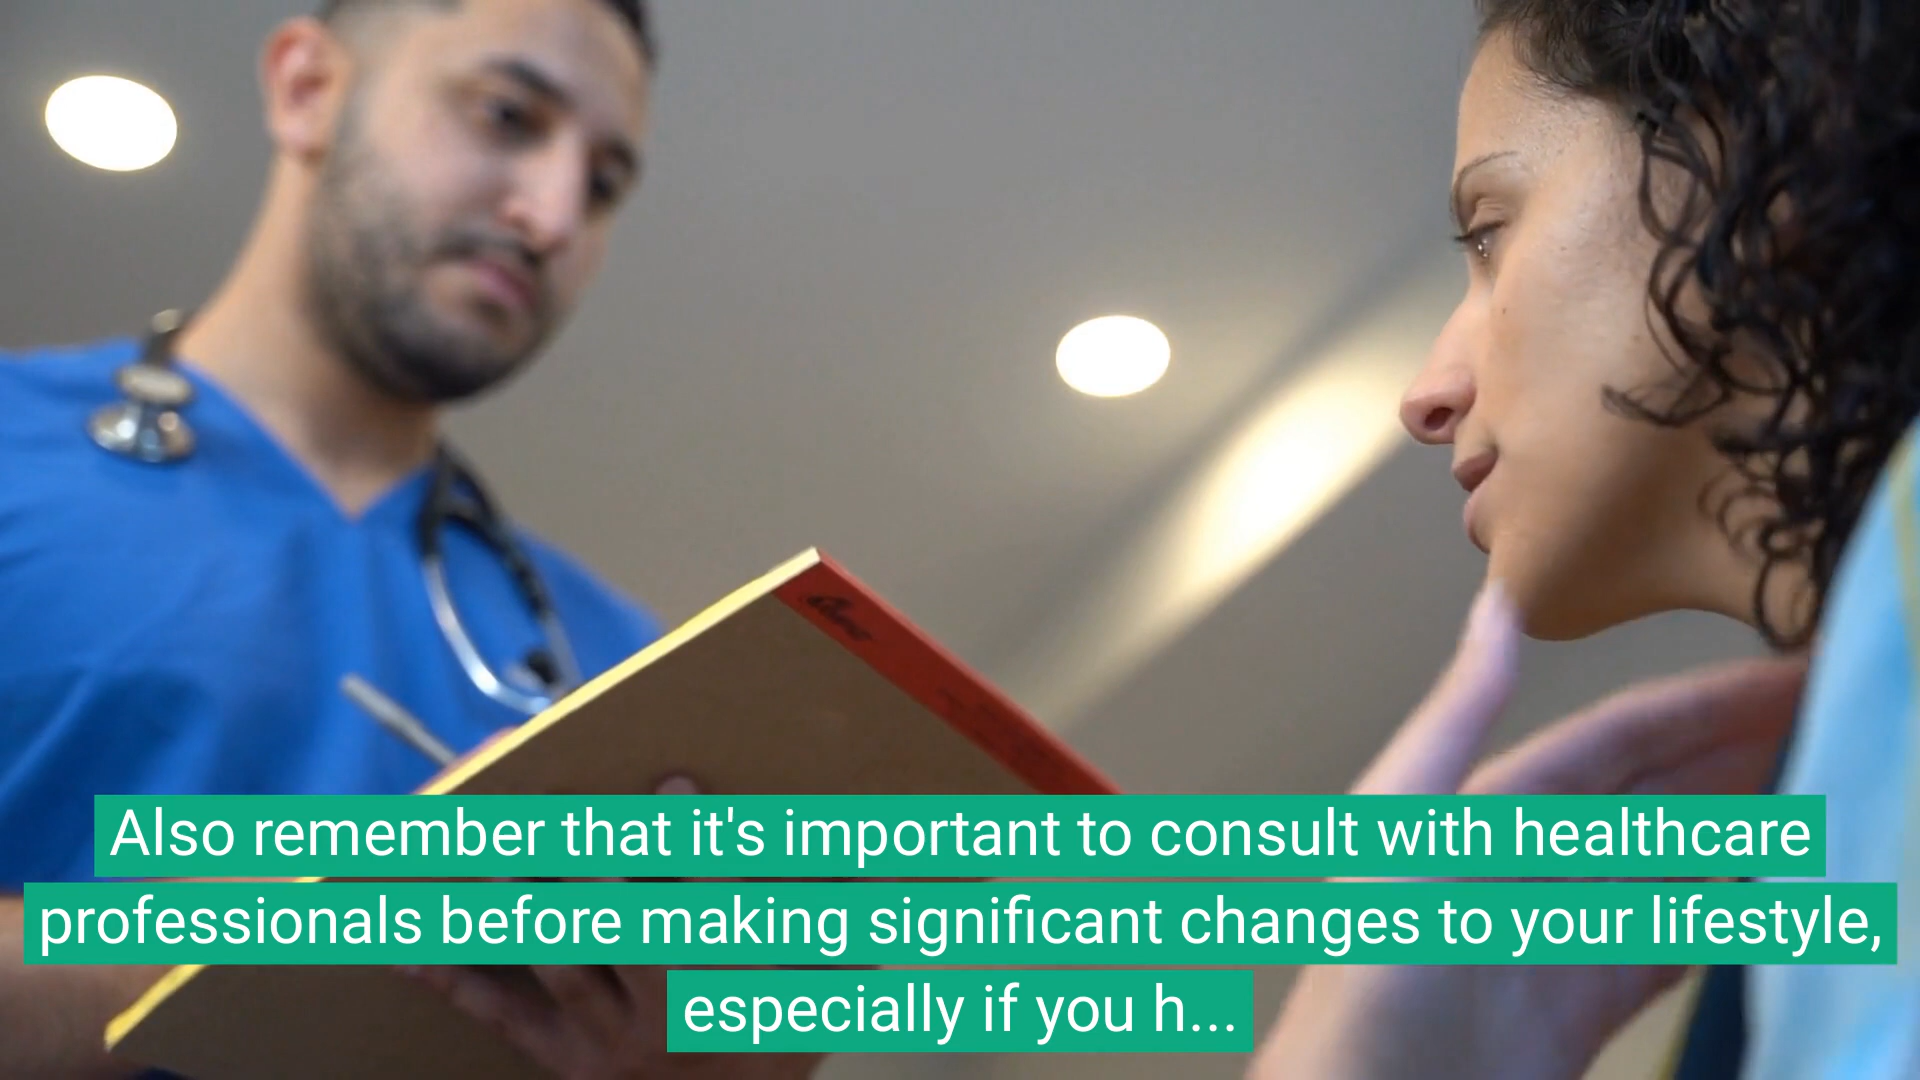 Also remember that it's important to consult with healthcare
professionals before making significant changes to your lifestyle,
especially if you h...